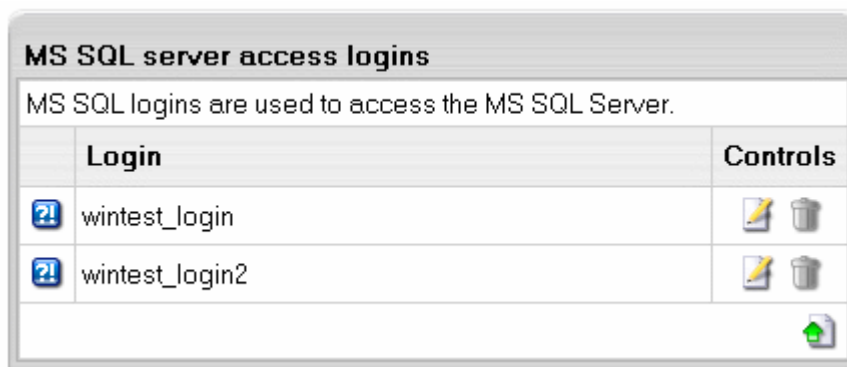 MS SQL server access logins
MS SQL logins are used to access the MS SQL Server.
Login Controls
?! wintest_login
?! wintest_login2